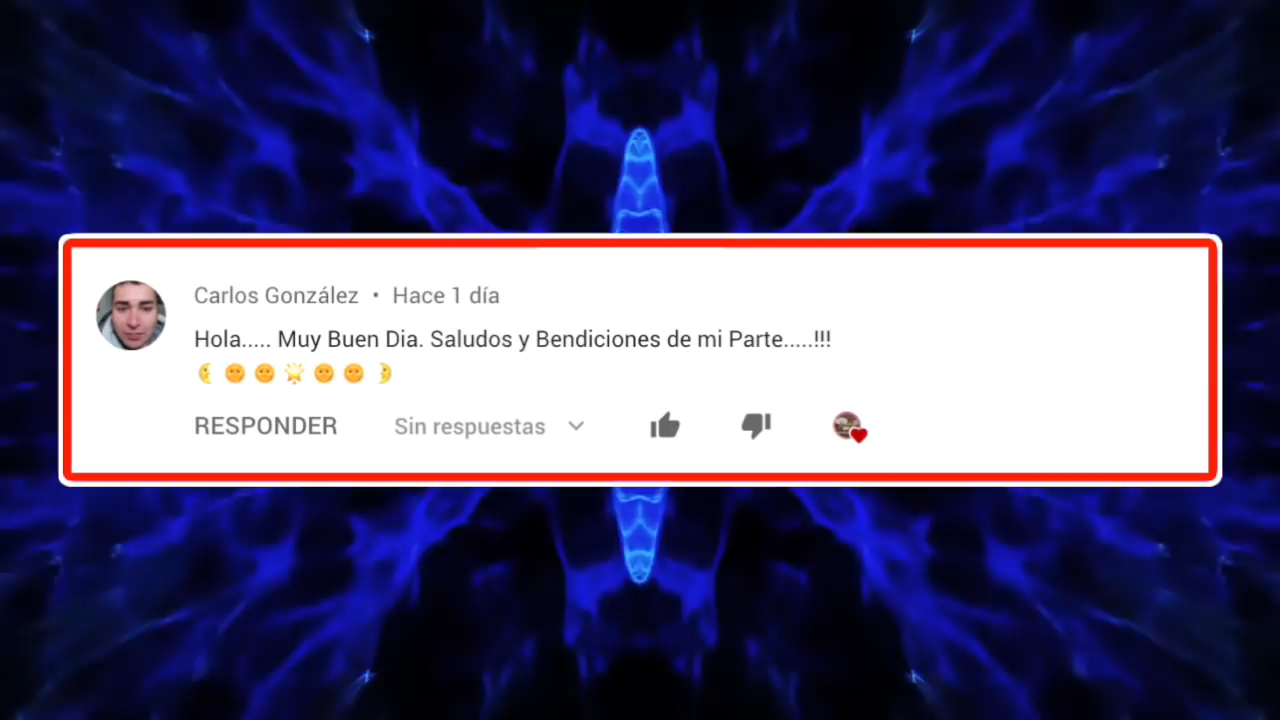 Carlos González • Hace 1 día
Hola..... Muy Buen Dia. Saludos y Bendiciones de mi Parte.....!!!
🌜🌞🌞🌟🌞🌞🌛
RESPONDER Sin respuestas